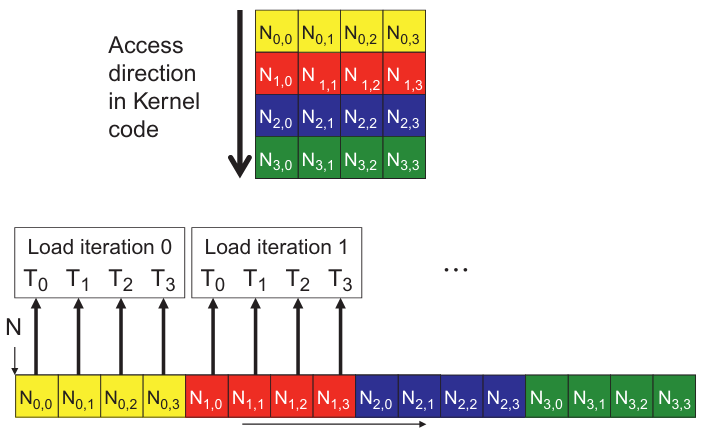 Access
direction
in Kernel
code
N0,0 N0,1 N0,2 N0,3
N1,0 N1,1 N1,2 N1,3
N2,0 N2,1 N2,2 N2,3
N3,0 N3,1 N3,2 N3,3
Load iteration 0
T0 T1 T2 T3
Load iteration 1
T0 T1 T2 T3
...
N
N0,0 N0,1 N0,2 N0,3 N1,0 N1,1 N1,2 N1,3 N2,0 N2,1 N2,2 N2,3 N3,0 N3,1 N3,2 N3,3